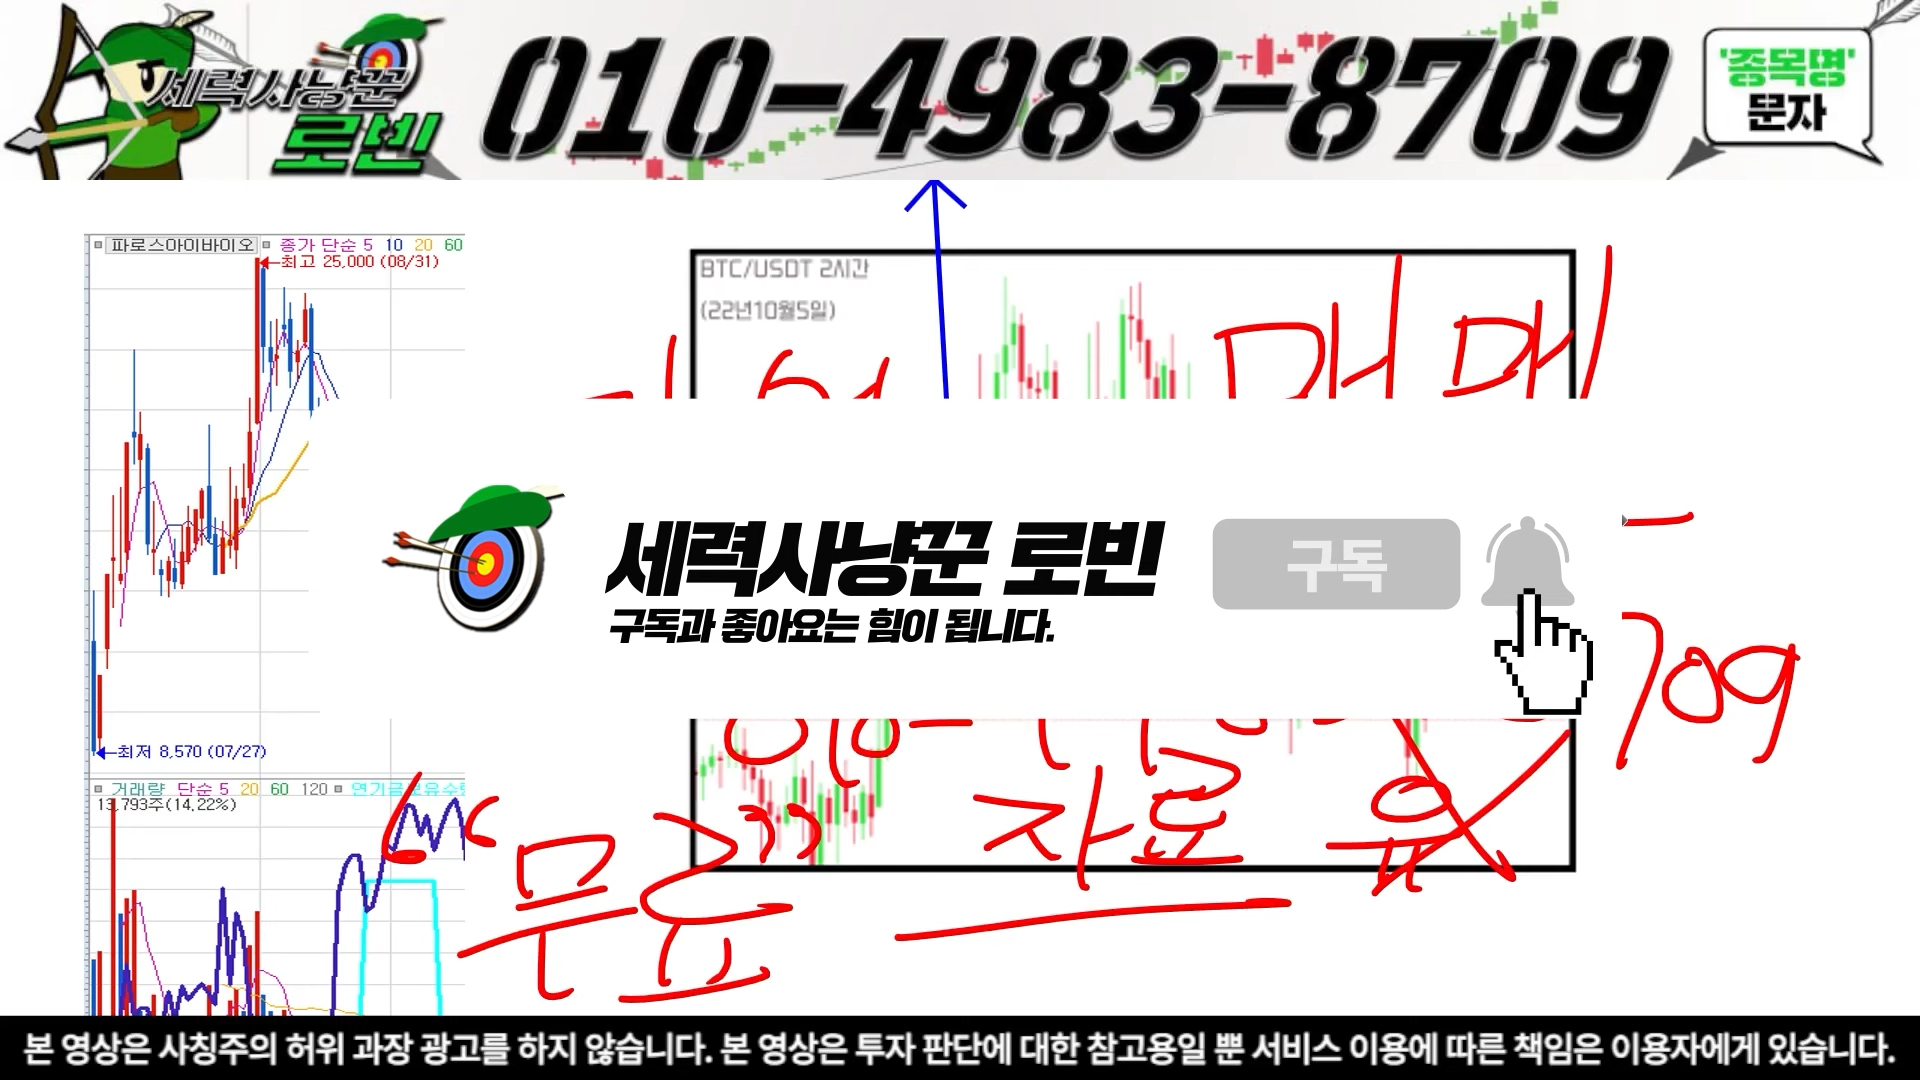 세력사냥꾼
로빈
010-4983-8709
'종목명'
문자
파로스아이바이오 종가 단순 5 10 20 60
최고 25,000 (08/31)
BTC/USDT 2시간
(22년10월5일)
매매
세력사냥꾼 로빈
구독과 좋아요는 힘이 됩니다.
구독
709
최저 8,570 (07/27)
010-
거래량 단순 5 20 60 120
13,793주(14,22%)
"무료" 자료
본 영상은 사칭주의 허위 과장 광고를 하지 않습니다. 본 영상은 투자 판단에 대한 참고용일 뿐 서비스 이용에 따른 책임은 이용자에게 있습니다.